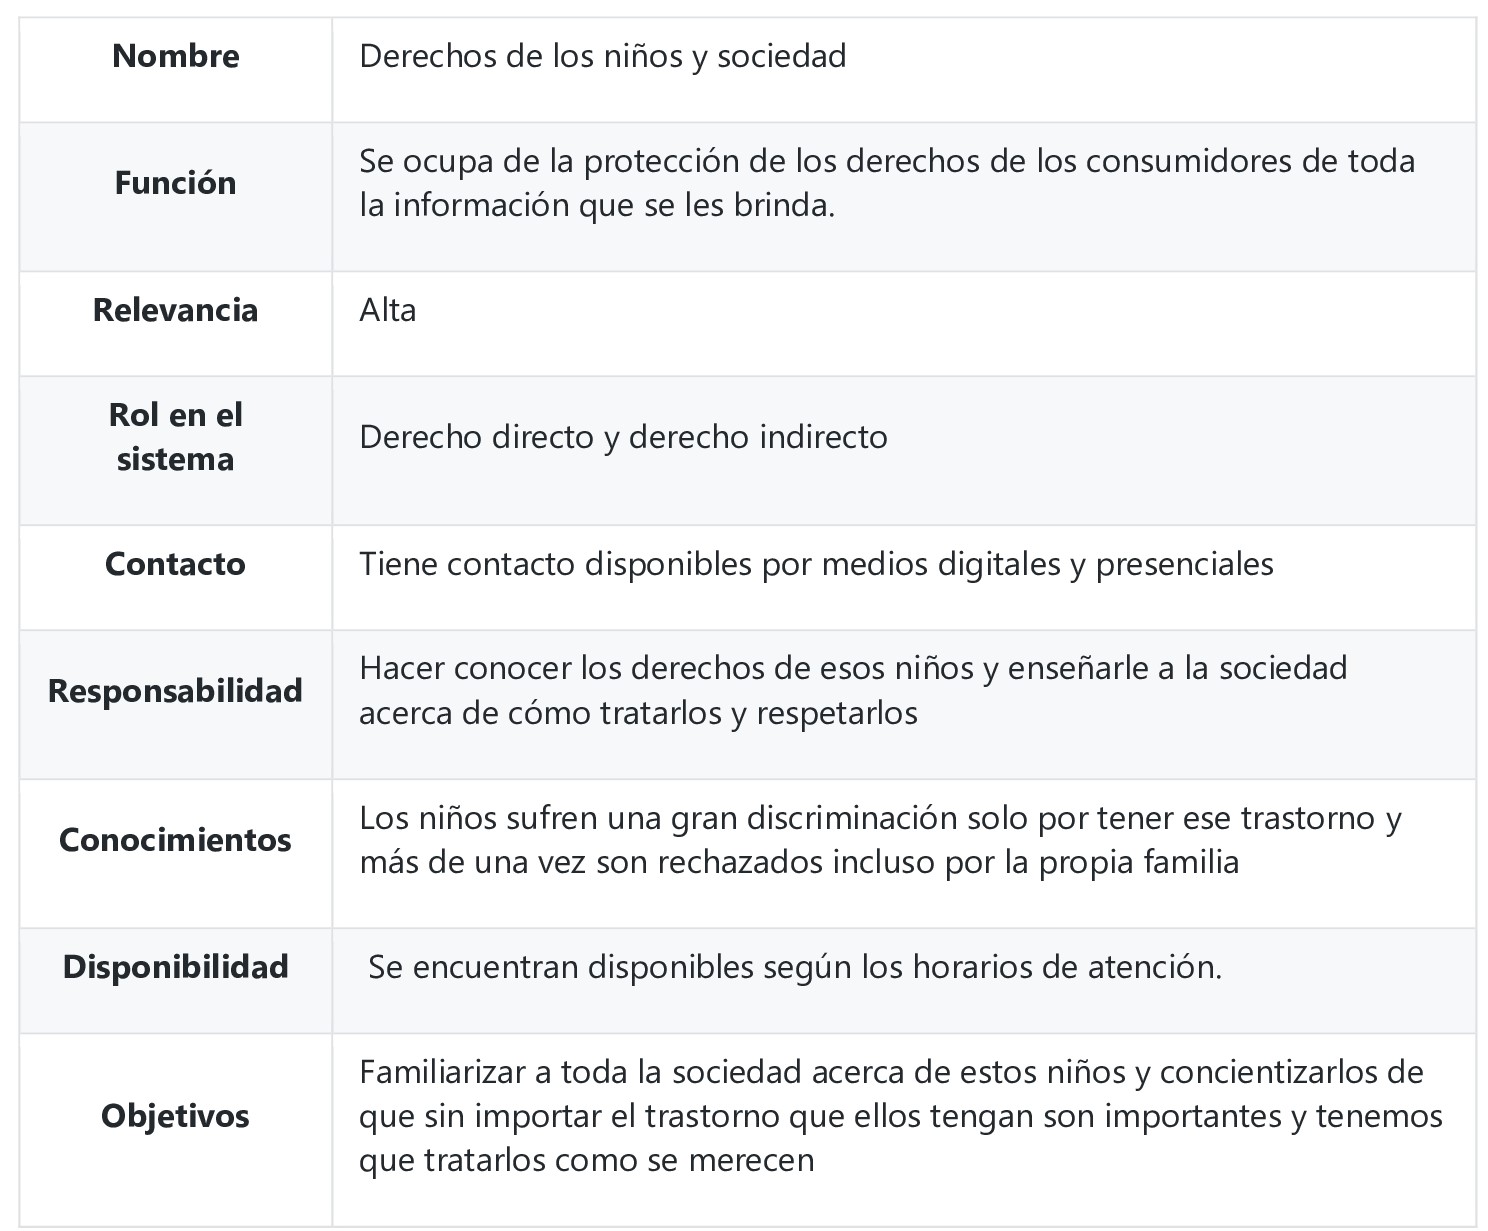 Nombre
Derechos de los niños y sociedad
Función
Se ocupa de la protección de los derechos de los consumidores de toda
la información que se les brinda.
Relevancia
Alta
Rol en el
sistema
Derecho directo y derecho indirecto
Contacto
Tiene contacto disponibles por medios digitales y presenciales
Responsabilidad
Hacer conocer los derechos de esos niños y enseñarle a la sociedad
acerca de cómo tratarlos y respetarlos
Conocimientos
Los niños sufren una gran discriminación solo por tener ese trastorno y
más de una vez son rechazados incluso por la propia familia
Disponibilidad
Se encuentran disponibles según los horarios de atención.
Objetivos
Familiarizar a toda la sociedad acerca de estos niños y concientizarlos de
que sin importar el trastorno que ellos tengan son importantes y tenemos
que tratarlos como se merecen